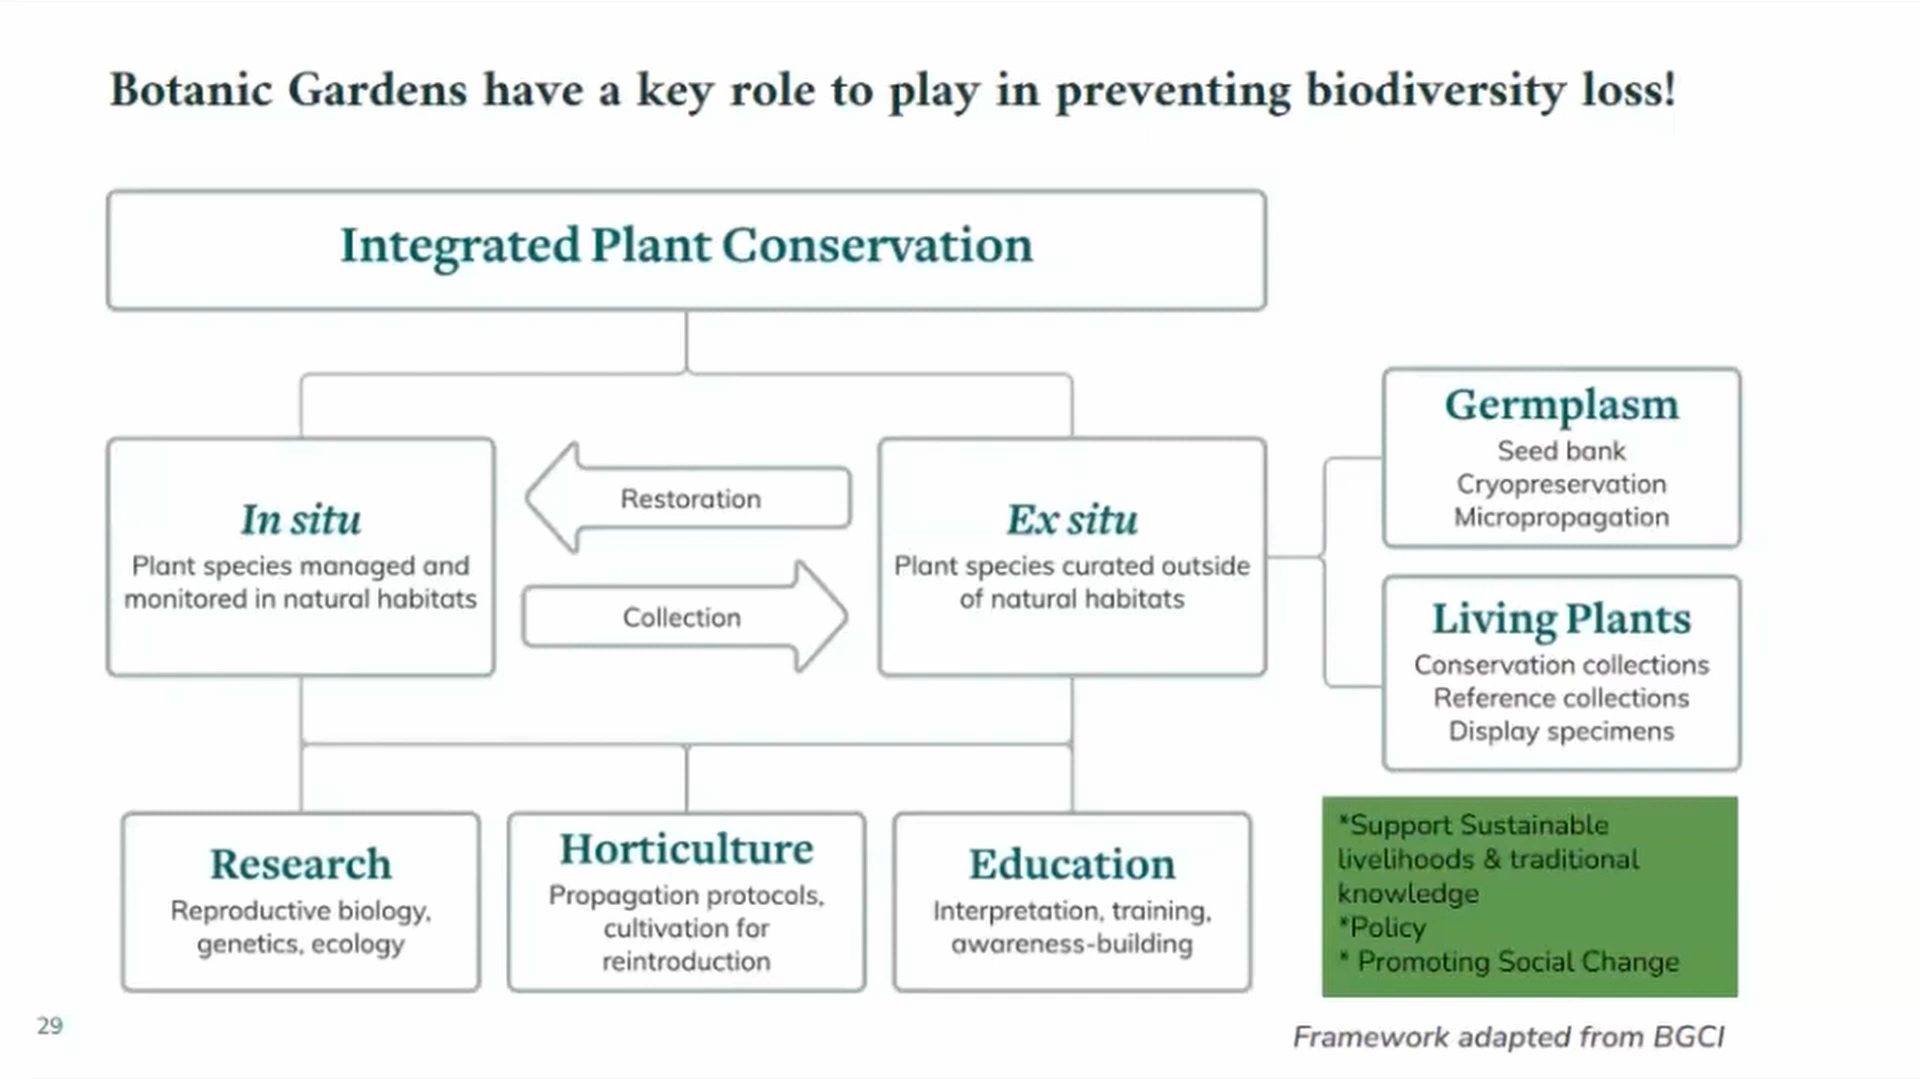 Botanic Gardens have a key role to play in preventing biodiversity loss!
Integrated Plant Conservation
In situ
Plant species managed and
monitored in natural habitats
Restoration
Collection
Ex situ
Plant species curated outside
of natural habitats
Germplasm
Seed bank
Cryopreservation
Micropropagation
Living Plants
Conservation collections
Reference collections
Display specimens
Research
Reproductive biology,
genetics, ecology
Horticulture
Propagation protocols,
cultivation for
reintroduction
Education
Interpretation, training,
awareness-building
*Support Sustainable
livelihoods & traditional
knowledge
*Policy
* Promoting Social Change
29
Framework adapted from BGCI